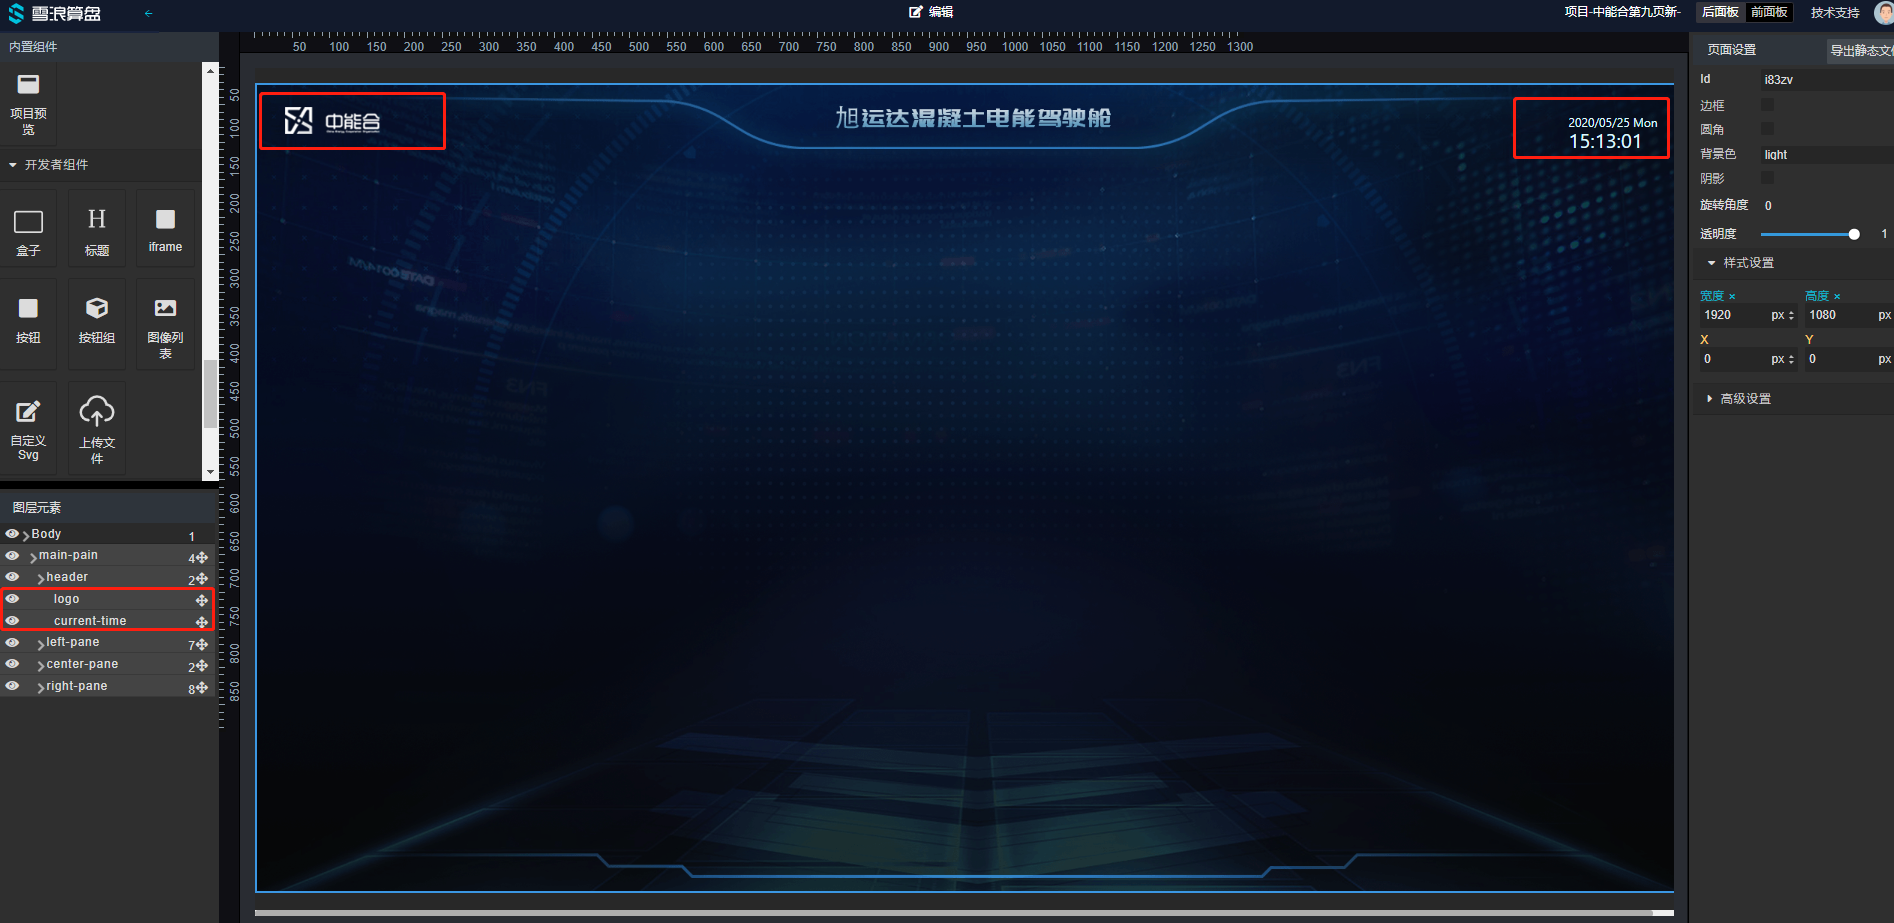 雪浪算盘
编辑
项目-中能合第九页新-
后面板 前面板
技术支持
内置组件
项目预
览
开发者组件
盒子
标题
iframe
按钮
按钮组
图像列
表
自定义
Svg
上传文
件
图层元素
Body 1
main-pain 4
header 2
logo
current-time
left-pane 7
center-pane 2
right-pane 8
50 100 150 200 250 300 350 400 450 500 550 600 650 700 750 800 850 900 950 1000 1050 1100 1150 1200 1250 1300
50
100
150
200
250
300
350
400
450
500
550
600
650
700
750
800
850
中能合
旭运达混凝土电能驾驶舱
2020/05/25 Mon
15:13:01
页面设置
导出静态文件
Id i83zv
边框
圆角
背景色 light
阴影
旋转角度 0
透明度 1
样式设置
宽度 × 高度 ×
1920 px 1080 px
X Y
0 px 0 px
高级设置